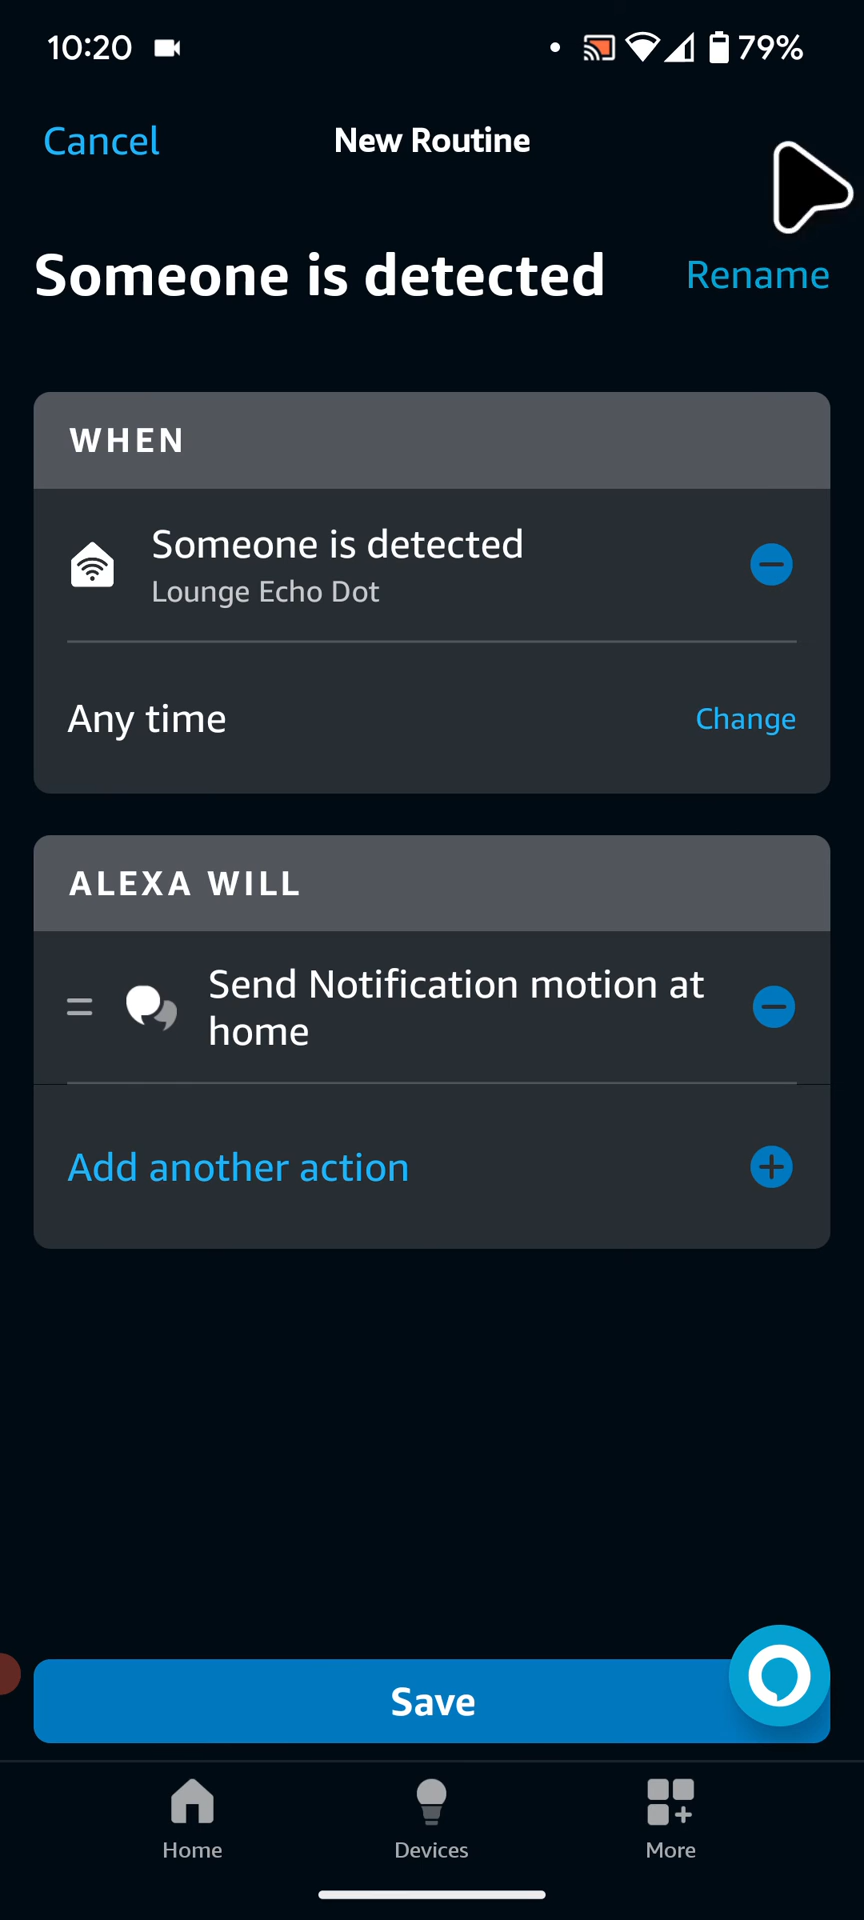 10:20 79%
Cancel New Routine
Someone is detected Rename
WHEN
Someone is detected
Lounge Echo Dot
Any time Change
ALEXA WILL
Send Notification motion at
home
Add another action
Save
Home Devices More